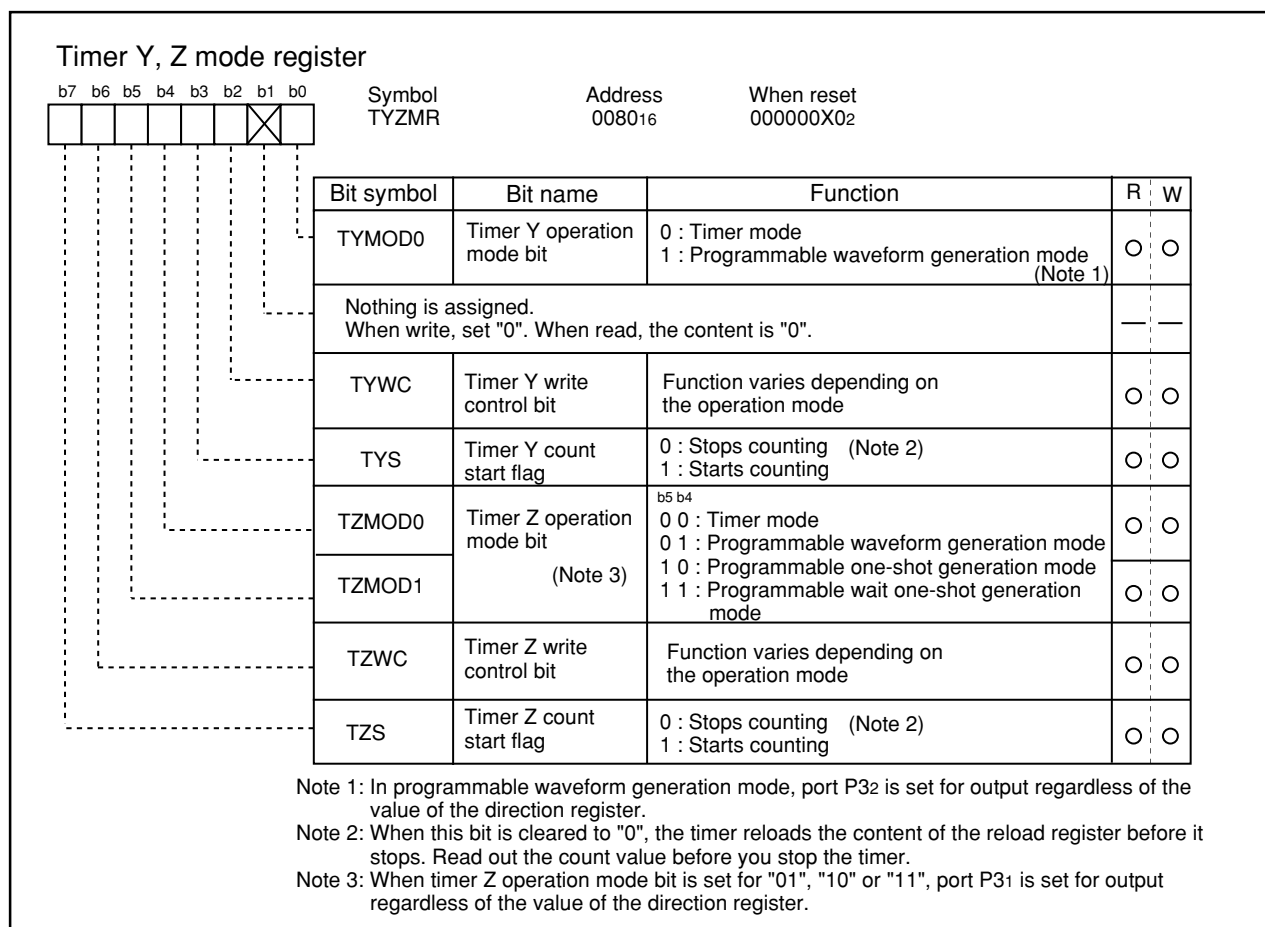 Timer Y, Z mode register
b7 b6 b5 b4 b3 b2 b1 b0
Symbol Address When reset
TYZMR 008016 000000X02
Bit symbol Bit name Function R W
TYMOD0 Timer Y operation mode bit
0 : Timer mode
1 : Programmable waveform generation mode
(Note 1)
Nothing is assigned.
When write, set "0". When read, the content is "0".
TYWC Timer Y write control bit
Function varies depending on
the operation mode
TYS Timer Y count start flag
0 : Stops counting (Note 2)
1 : Starts counting
TZMOD0
TZMOD1
Timer Z operation
mode bit
(Note 3)
b5 b4
0 0 : Timer mode
0 1 : Programmable waveform generation mode
1 0 : Programmable one-shot generation mode
1 1 : Programmable wait one-shot generation
mode
TZWC Timer Z write control bit
Function varies depending on
the operation mode
TZS Timer Z count start flag
0 : Stops counting (Note 2)
1 : Starts counting
Note 1: In programmable waveform generation mode, port P32 is set for output regardless of the
value of the direction register.
Note 2: When this bit is cleared to "0", the timer reloads the content of the reload register before it
stops. Read out the count value before you stop the timer.
Note 3: When timer Z operation mode bit is set for "01", "10" or "11", port P31 is set for output
regardless of the value of the direction register.